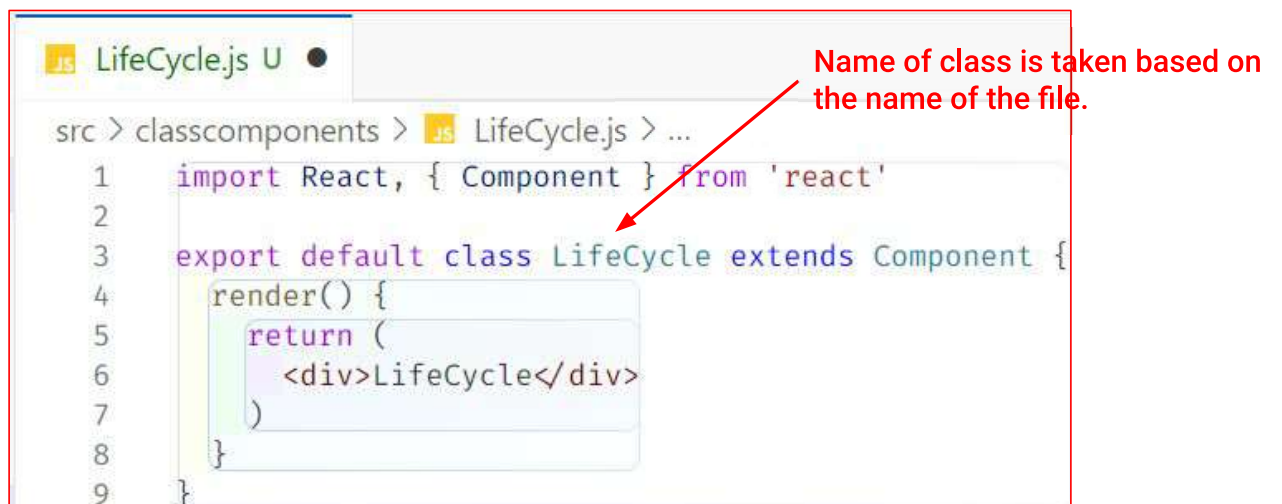 JS LifeCycle.js U ●
Name of class is taken based on
the name of the file.
src > classcomponents > JS LifeCycle.js > ...
1 import React, { Component } from 'react'
2
3 export default class LifeCycle extends Component {
4 render() {
5 return (
6 <div>LifeCycle</div>
7 )
8 }
9 }